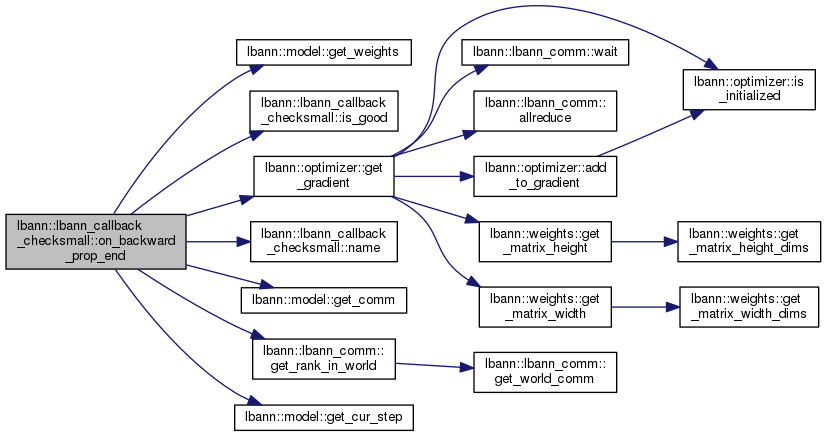 lbann::lbann_callback
_checksmall::on_backward
_prop_end
lbann::model::get_weights
lbann::lbann_callback
_checksmall::is_good
lbann::optimizer::get
_gradient
lbann::lbann_callback
_checksmall::name
lbann::model::get_comm
lbann::lbann_comm::
get_rank_in_world
lbann::model::get_cur_step
lbann::lbann_comm::wait
lbann::lbann_comm::
allreduce
lbann::optimizer::add
_to_gradient
lbann::weights::get
_matrix_height
lbann::weights::get
_matrix_width
lbann::lbann_comm::
get_world_comm
lbann::optimizer::is
_initialized
lbann::weights::get
_matrix_height_dims
lbann::weights::get
_matrix_width_dims